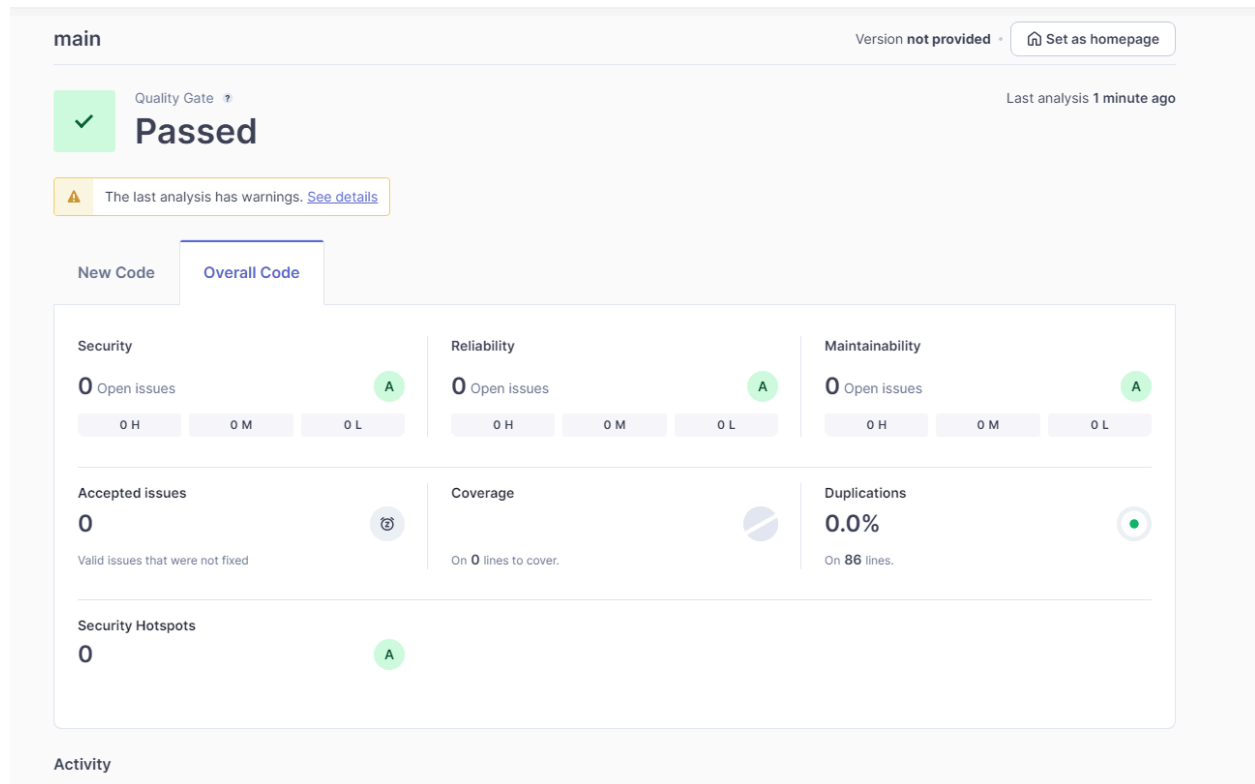 main
Version not provided • Set as homepage
Quality Gate ?
Passed
Last analysis 1 minute ago
The last analysis has warnings. See details
New Code
Overall Code
Security
0 Open issues
A
0 H
0 M
0 L
Reliability
0 Open issues
A
0 H
0 M
0 L
Maintainability
0 Open issues
A
0 H
0 M
0 L
Accepted issues
0
Valid issues that were not fixed
Coverage
On 0 lines to cover.
Duplications
0.0%
On 86 lines.
Security Hotspots
0
A
Activity